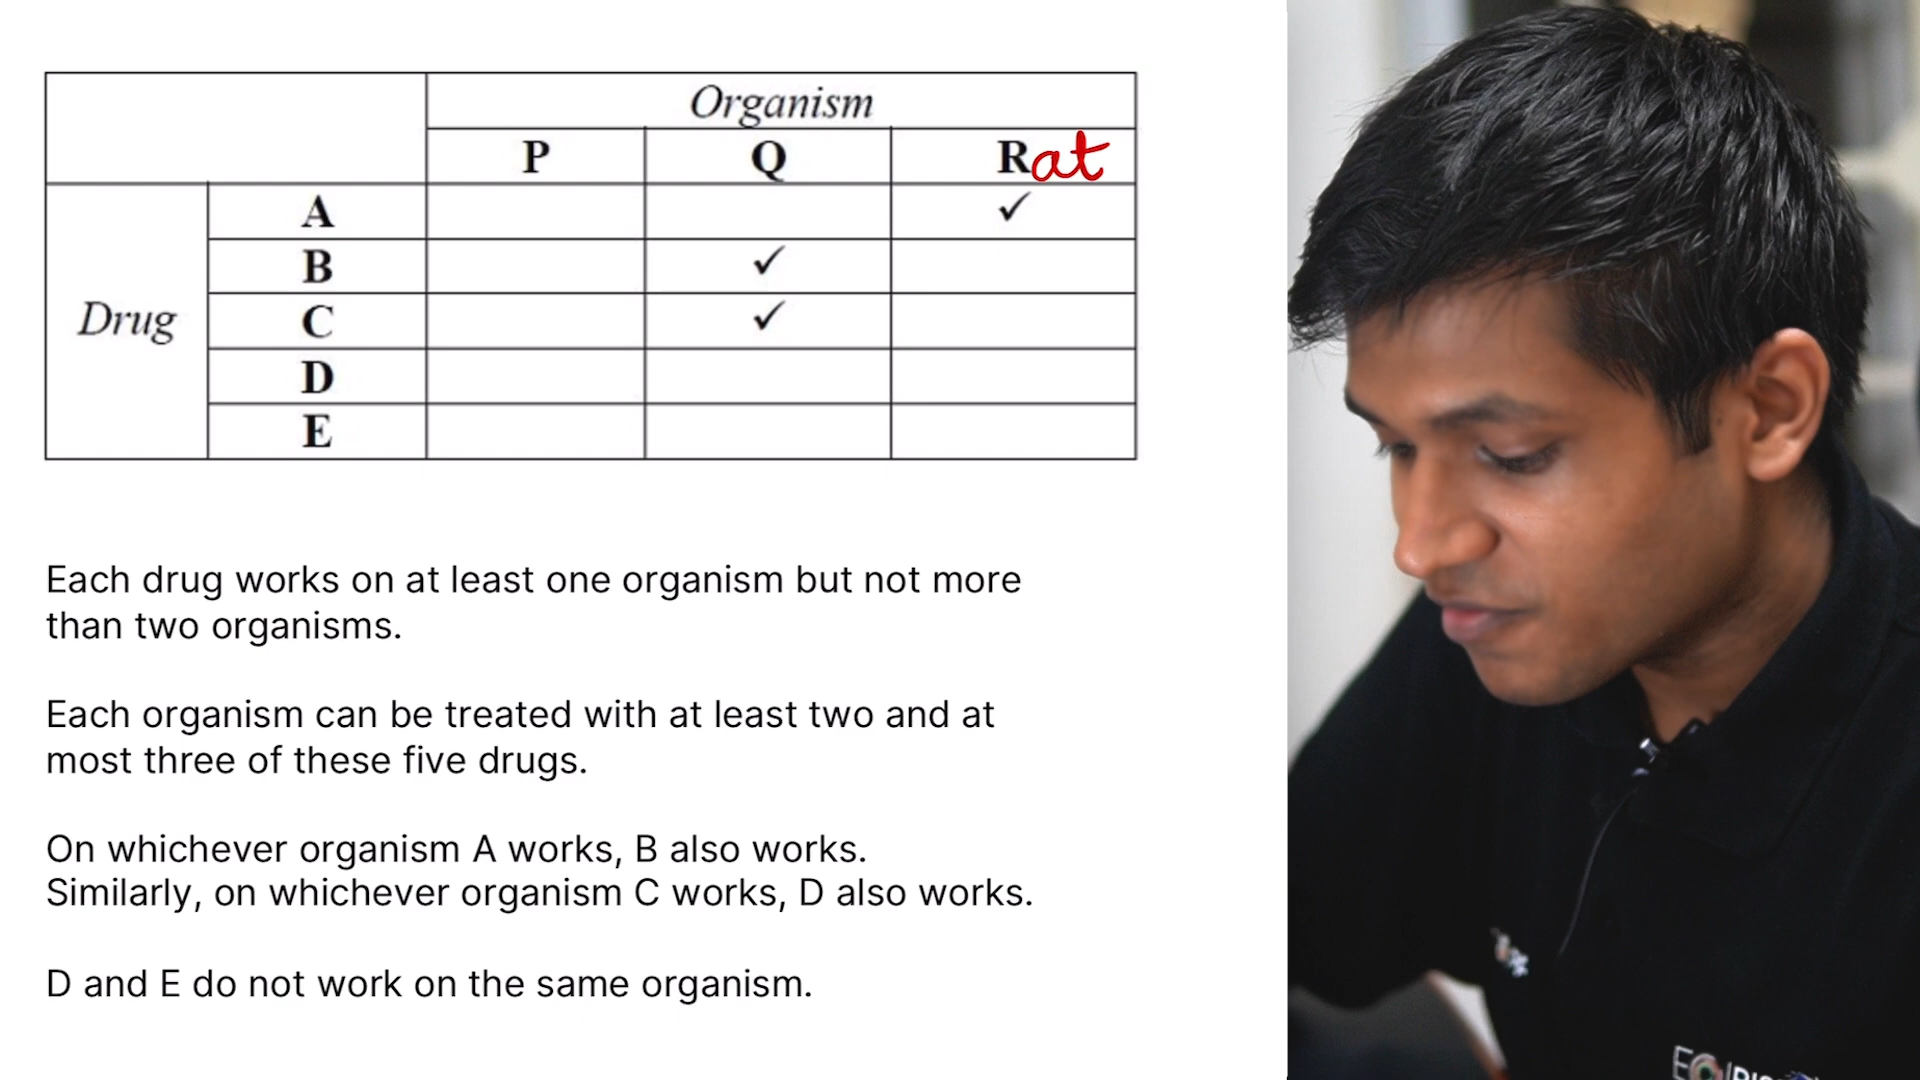 Organism
P Q Rat
A ✓
B ✓
Drug C ✓
D
E
Each drug works on at least one organism but not more
than two organisms.
Each organism can be treated with at least two and at
most three of these five drugs.
On whichever organism A works, B also works.
Similarly, on whichever organism C works, D also works.
D and E do not work on the same organism.